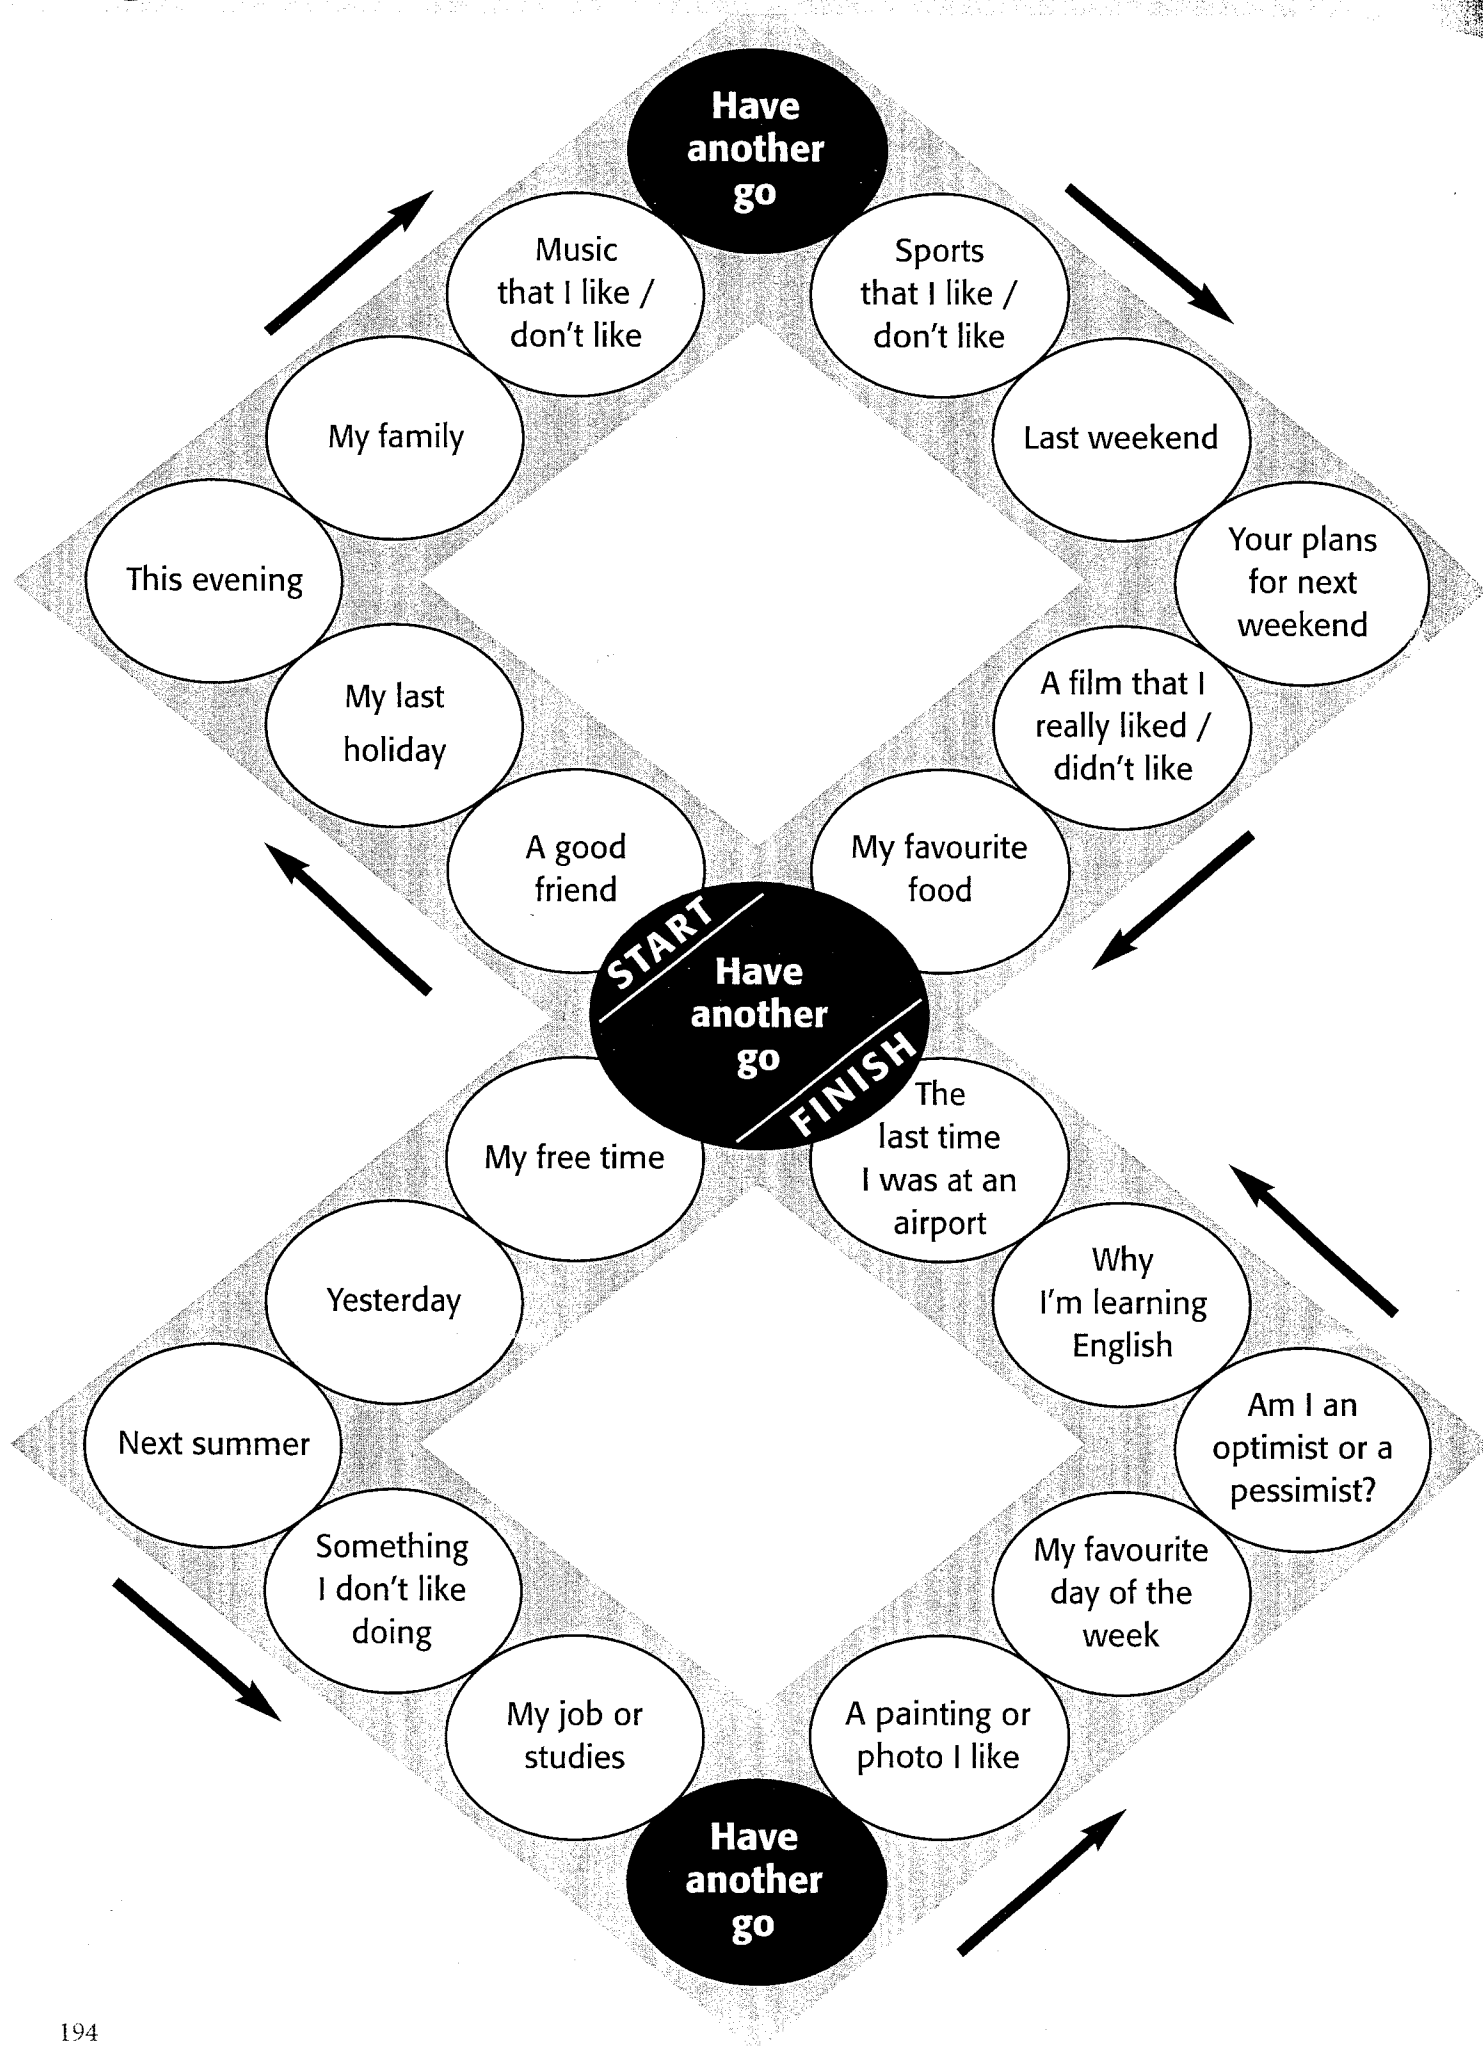 Have
another
go
Music
that I like /
don't like
Sports
that I like /
don't like
My family
Last weekend
This evening
Your plans
for next
weekend
My last
holiday
A film that I
really liked /
didn't like
A good
friend
My favourite
food
START
Have
another
go
FINISH
My free time
The
last time
I was at an
airport
Yesterday
Why
I'm learning
English
Next summer
Am I an
optimist or a
pessimist?
Something
I don't like
doing
My favourite
day of the
week
My job or
studies
A painting or
photo I like
Have
another
go
194